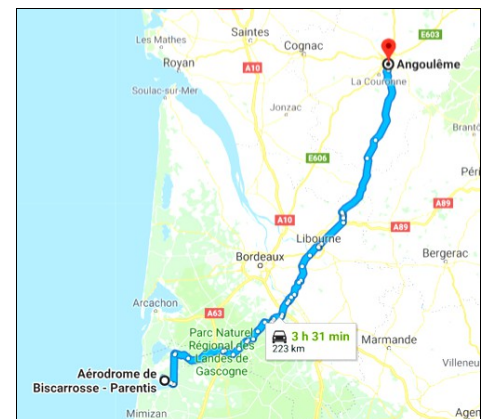 E603
Saintes
Les Mathes
Cognac
Angoulême
Royan
A10
La Couronne
Soulac-sur-Mer
Jonzac
Brantô
E606
Péri
A89
A10
A89
Libourne
Bordeaux
Bergerac
Arcachon
A63
3 h 31 min
223 km
Parc Naturel
Régional des
Landes de
Gascogne
Marmande
Aérodrome de
Biscarrosse - Parentis
Villeneu
Mimizan
Agen